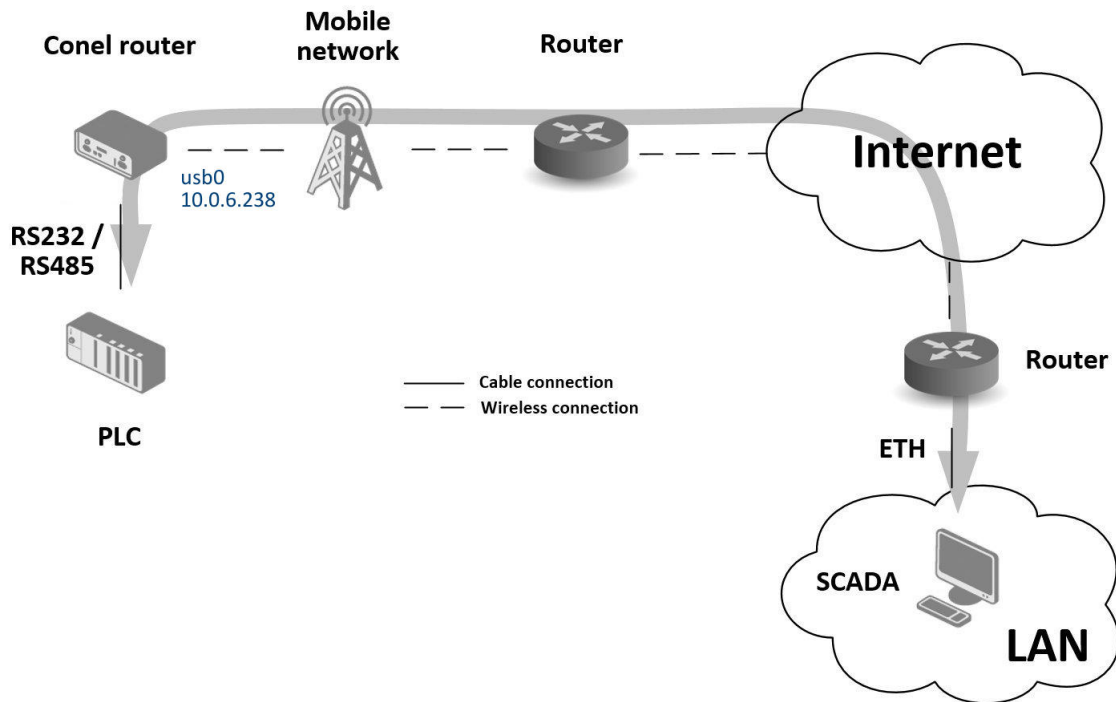 Conel router
Mobile
network
Router
Internet
usb0
10.0.6.238
RS232 /
RS485
Router
Cable connection
Wireless connection
PLC
ETH
SCADA
LAN